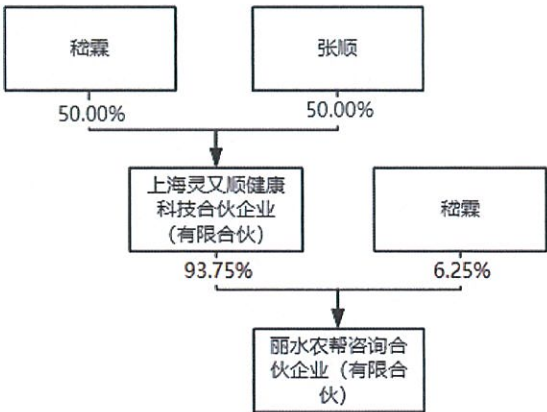 嵇霖
张顺
50.00%
50.00%
上海灵又顺健康
科技合伙企业
（有限合伙）
嵇霖
93.75%
6.25%
丽水农帮咨询合
伙企业（有限合
伙）